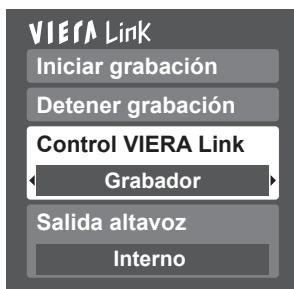 VIERA Link
Iniciar grabación
Detener grabación
Control VIERA Link
Grabador
Salida altavoz
Interno